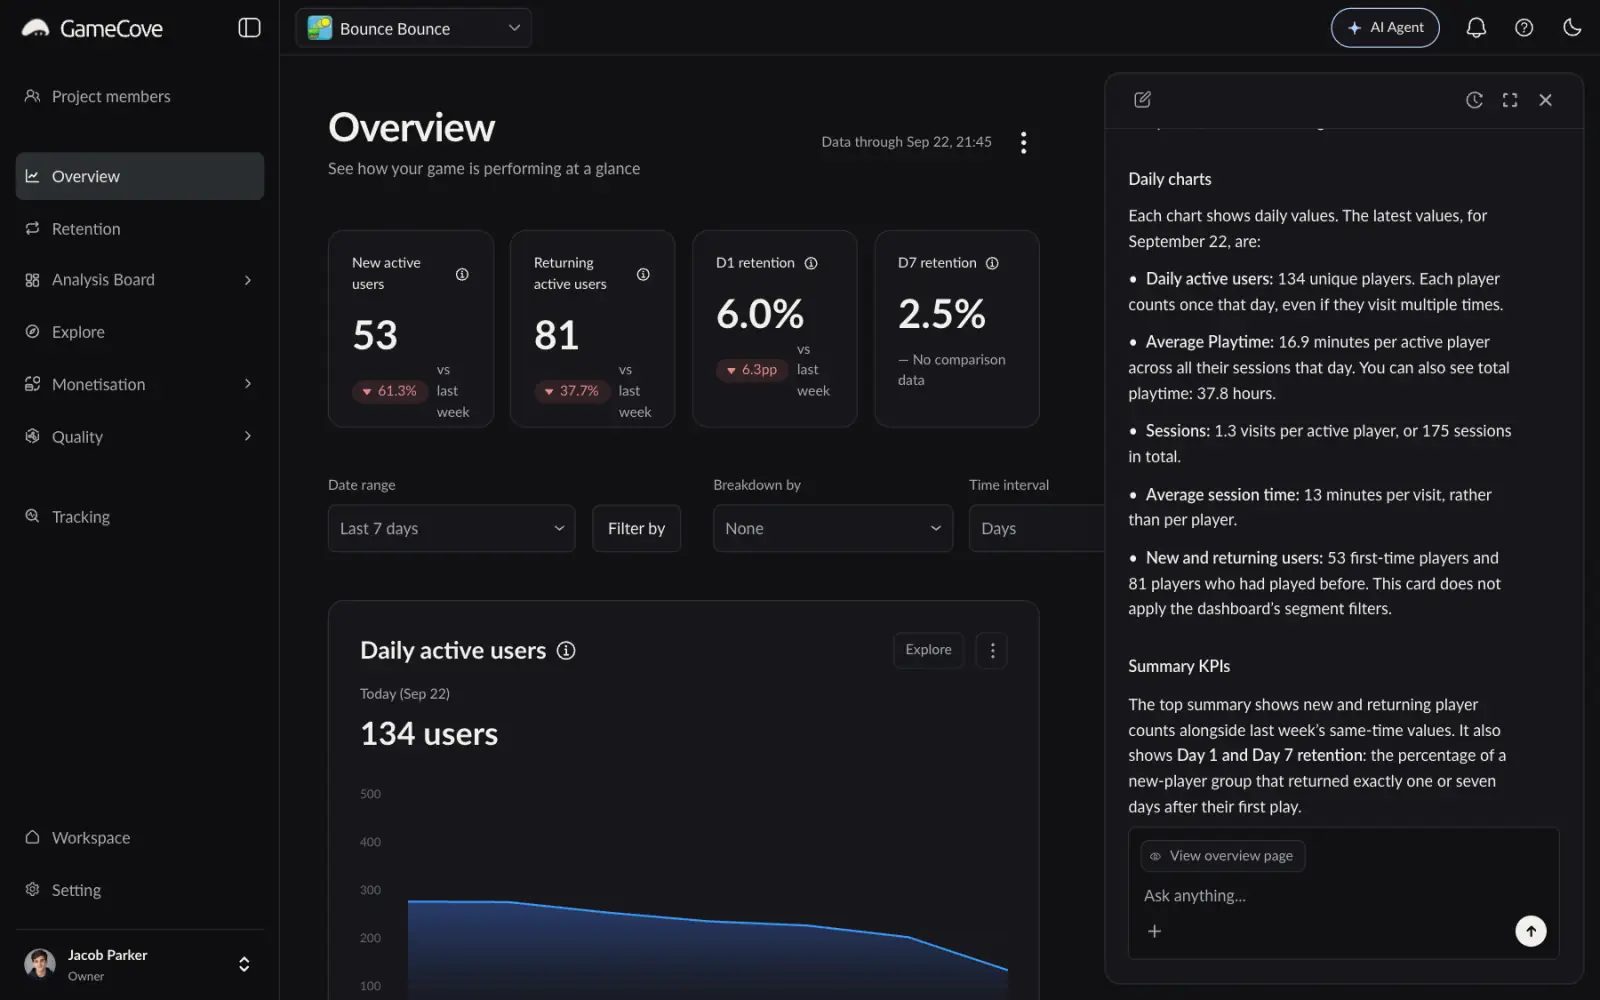 GameCove
Bounce Bounce
AI Agent
Project members
Overview
Retention
Analysis Board
Explore
Monetisation
Quality
Tracking
Workspace
Setting
Jacob Parker
Owner
Overview
See how your game is performing at a glance
Data through Sep 22, 21:45
New active
users
53
61.3%
vs
last
week
Returning
active users
81
37.7%
vs
last
week
D1 retention
6.0%
6.3pp
vs
last
week
D7 retention
2.5%
— No comparison
data
Date range
Last 7 days
Filter by
Breakdown by
None
Time interval
Days
Daily active users
Explore
Today (Sep 22)
134 users
500
400
300
200
100
Daily charts
Each chart shows daily values. The latest values, for
September 22, are:
• Daily active users: 134 unique players. Each player
counts once that day, even if they visit multiple times.
• Average Playtime: 16.9 minutes per active player
across all their sessions that day. You can also see total
playtime: 37.8 hours.
• Sessions: 1.3 visits per active player, or 175 sessions
in total.
• Average session time: 13 minutes per visit, rather
than per player.
• New and returning users: 53 first-time players and
81 players who had played before. This card does not
apply the dashboard's segment filters.
Summary KPIs
The top summary shows new and returning player
counts alongside last week's same-time values. It also
shows Day 1 and Day 7 retention: the percentage of a
new-player group that returned exactly one or seven
days after their first play.
View overview page
Ask anything...